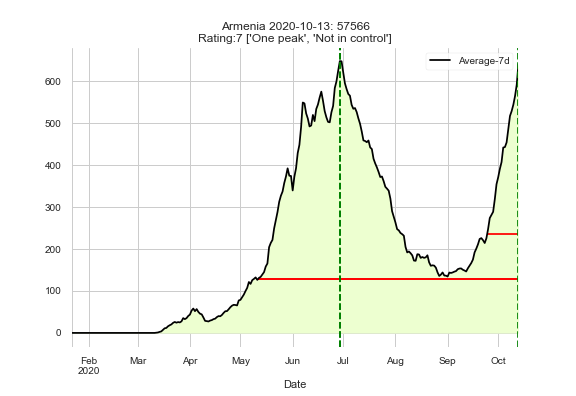 Armenia 2020-10-13: 57566
Rating:7 ['One peak', 'Not in control']
Average-7d
600
500
400
300
200
100
0
Feb Mar Apr May Jun Jul Aug Sep Oct
2020
Date